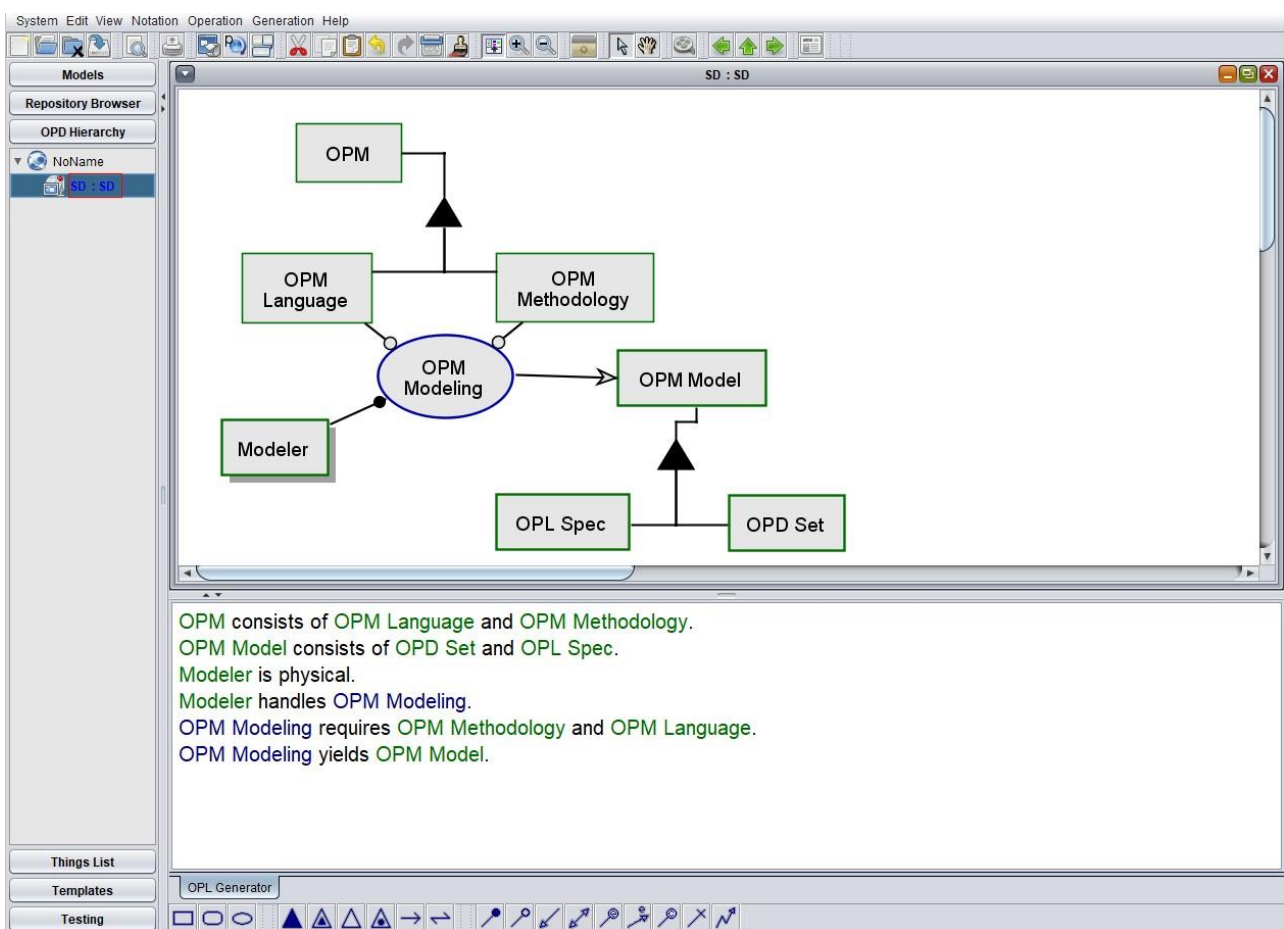 System Edit View Notation Operation Generation Help
Models
Repository Browser
OPD Hierarchy
NoName
SD : SD
SD : SD
OPM
OPM
Language
OPM
Methodology
OPM
Modeling
OPM Model
Modeler
OPL Spec
OPD Set
OPM consists of OPM Language and OPM Methodology.
OPM Model consists of OPD Set and OPL Spec.
Modeler is physical.
Modeler handles OPM Modeling.
OPM Modeling requires OPM Methodology and OPM Language.
OPM Modeling yields OPM Model.
Things List
Templates
Testing
OPL Generator